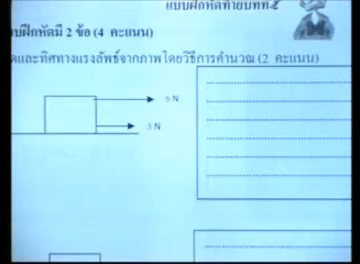 แบบฝึกหัดท้ายบทที่ ๕
บบฝึกหัดมี 2 ข้อ (4 คะแนน)
ดและทิศทางแรงลัพธ์จากภาพ โดยวิธีการคำนวณ (2 คะแนน)
5 N
3 N